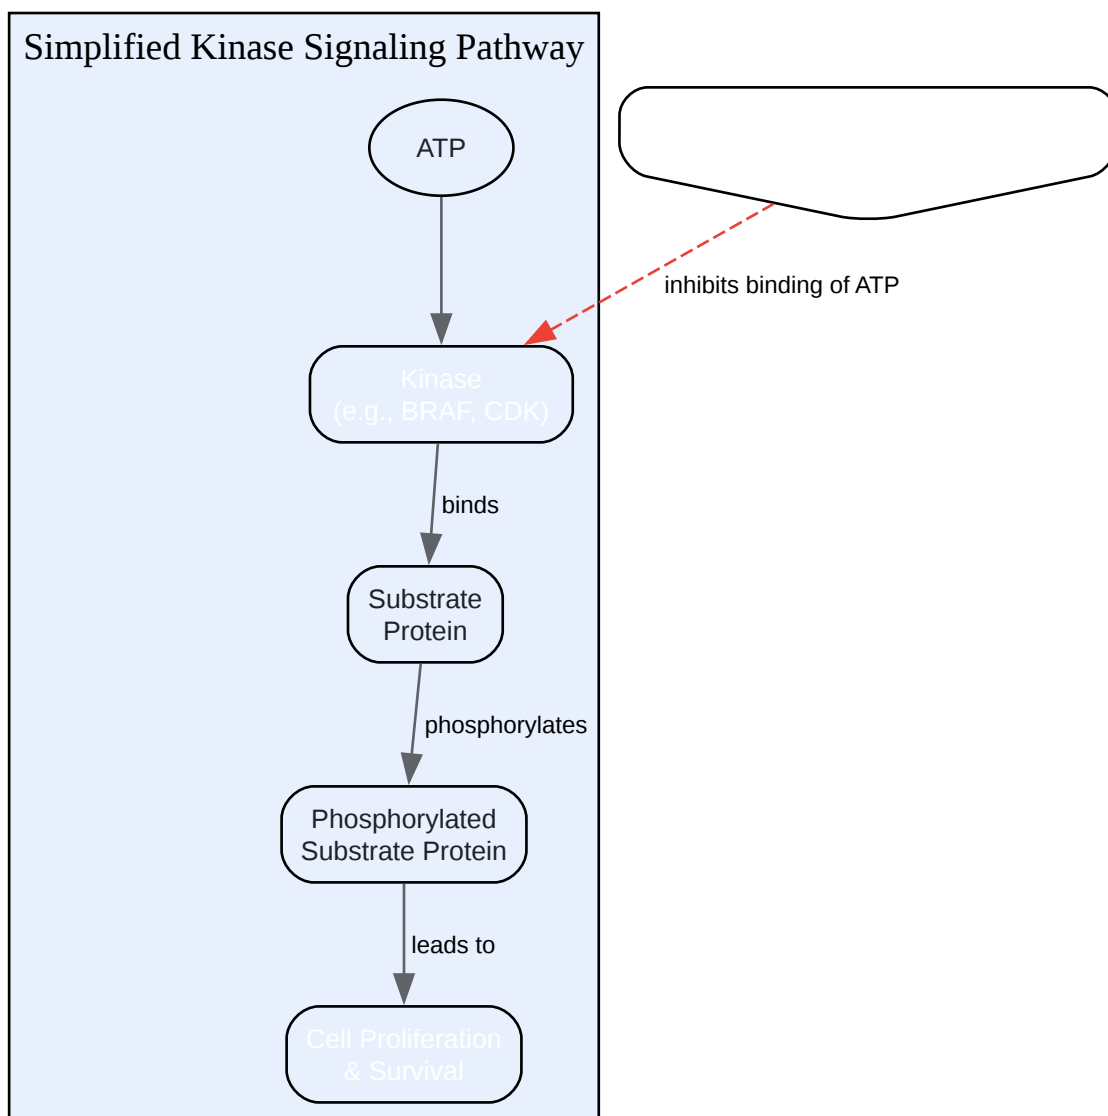 Simplified Kinase Signaling Pathway
ATP
inhibits binding of ATP
Kinase
(e.g., BRAF, CDK)
binds
Substrate
Protein
phosphorylates
Phosphorylated
Substrate Protein
leads to
Cell Proliferation
& Survival